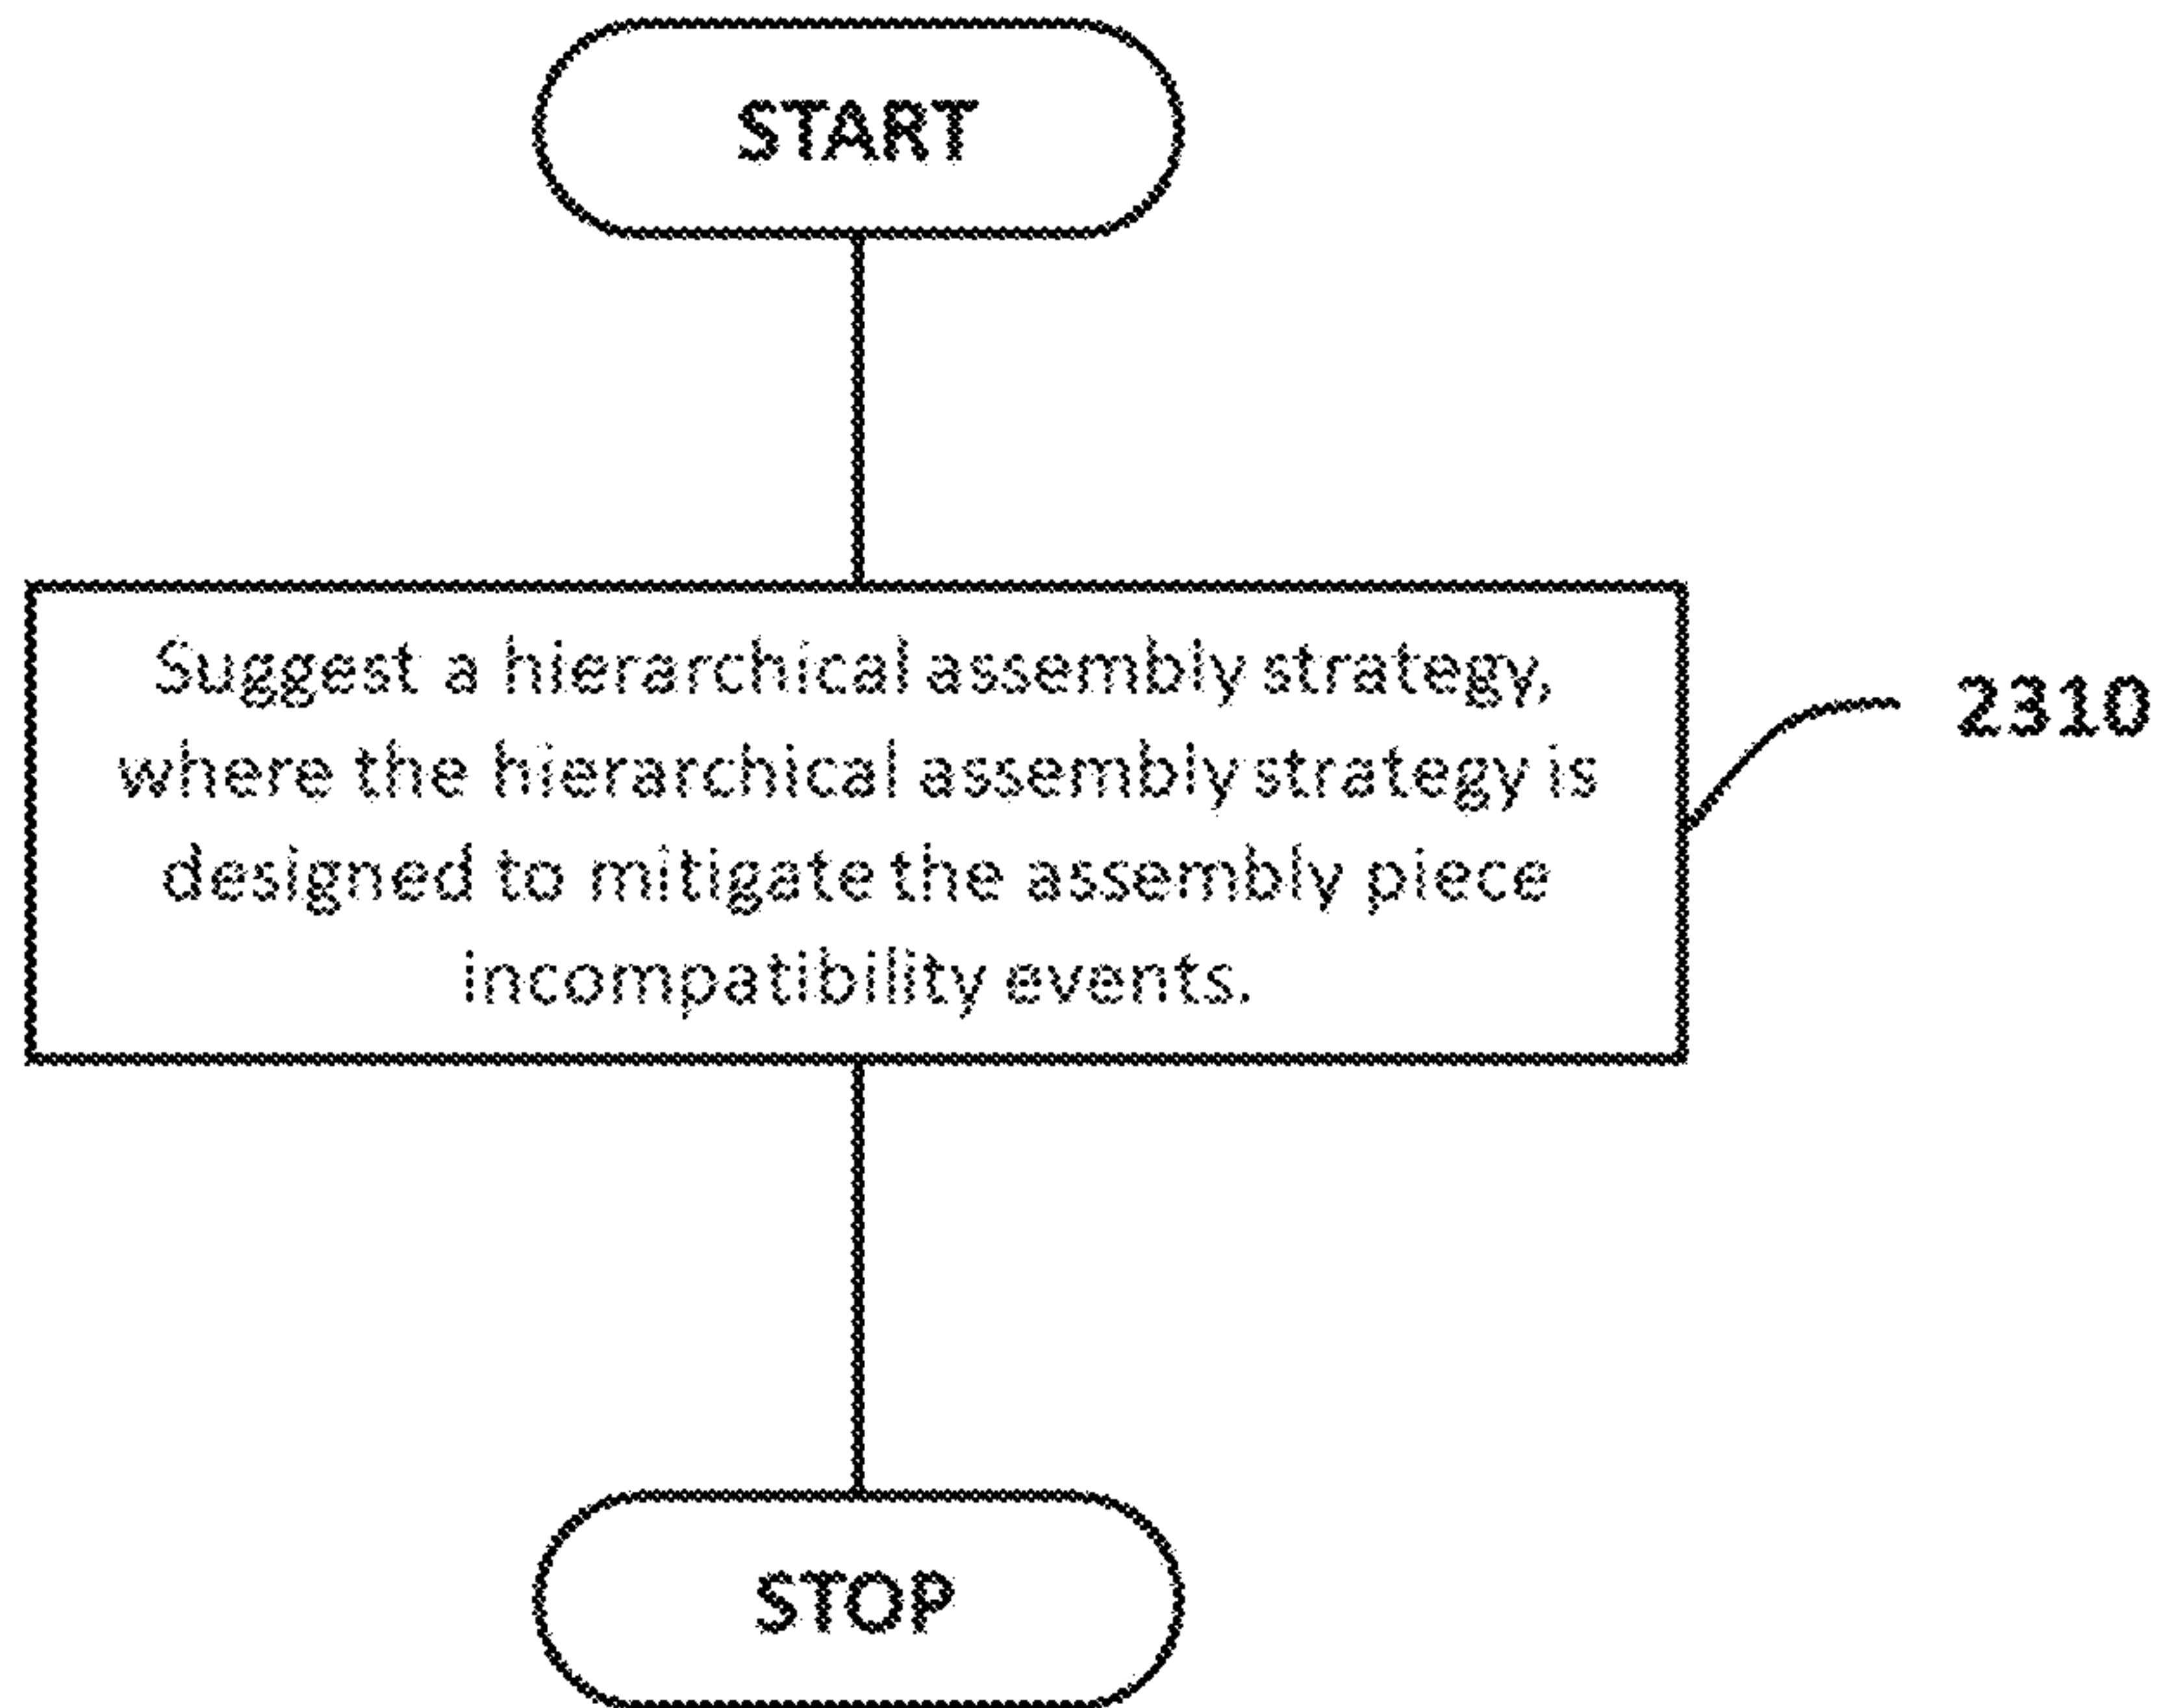 START
Suggest a hierarchical assembly strategy,
where the hierarchical assembly strategy is
designed to mitigate the assembly piece
incompatibility events.
2310
STOP